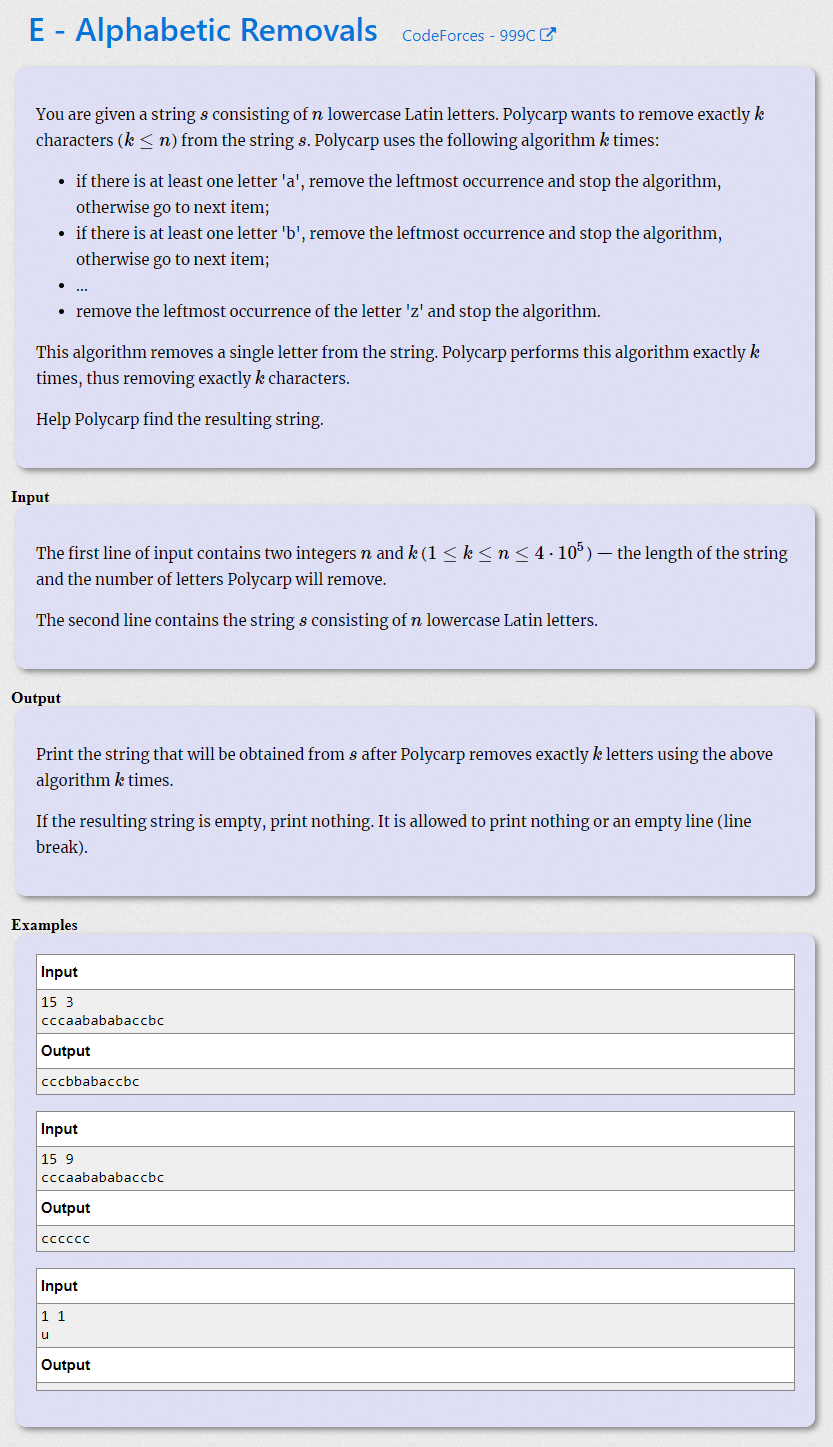 E - Alphabetic Removals CodeForces - 999C
You are given a string s consisting of n lowercase Latin letters. Polycarp wants to remove exactly k
characters (k ≤ n) from the string s. Polycarp uses the following algorithm k times:
• if there is at least one letter 'a', remove the leftmost occurrence and stop the algorithm,
otherwise go to next item;
• if there is at least one letter 'b', remove the leftmost occurrence and stop the algorithm,
otherwise go to next item;
• ...
• remove the leftmost occurrence of the letter 'z' and stop the algorithm.
This algorithm removes a single letter from the string. Polycarp performs this algorithm exactly k
times, thus removing exactly k characters.
Help Polycarp find the resulting string.
Input
The first line of input contains two integers n and k (1 ≤ k ≤ n ≤ 4 · 10⁵) — the length of the string
and the number of letters Polycarp will remove.
The second line contains the string s consisting of n lowercase Latin letters.
Output
Print the string that will be obtained from s after Polycarp removes exactly k letters using the above
algorithm k times.
If the resulting string is empty, print nothing. It is allowed to print nothing or an empty line (line
break).
Examples
Input
15 3
cccaabababaccbc
Output
cccbbabaccbc
Input
15 9
cccaabababaccbc
Output
cccccc
Input
1 1
u
Output